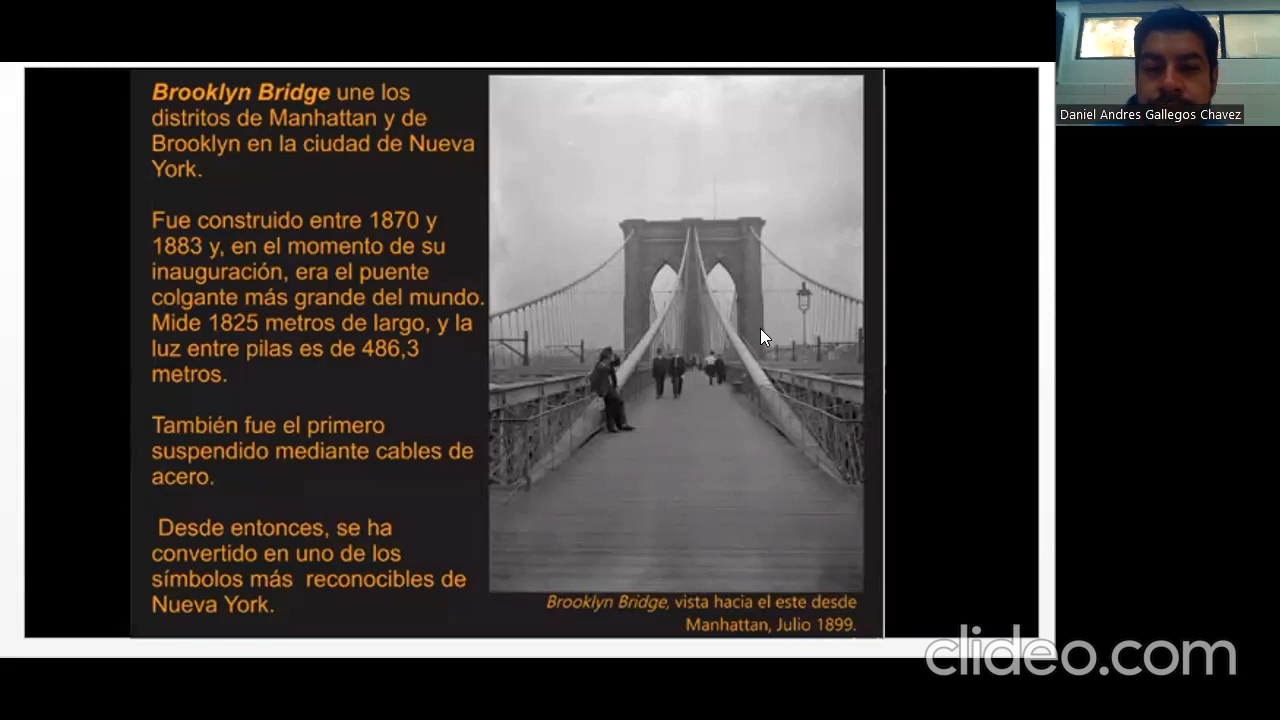 Brooklyn Bridge une los
distritos de Manhattan y de
Brooklyn en la ciudad de Nueva
York.
Fue construido entre 1870 y
1883 y, en el momento de su
inauguración, era el puente
colgante más grande del mundo.
Mide 1825 metros de largo, y la
luz entre pilas es de 486,3
metros.
También fue el primero
suspendido mediante cables de
acero.
Desde entonces, se ha
convertido en uno de los
símbolos más reconocibles de
Nueva York.
Brooklyn Bridge, vista hacia el este desde
Manhattan, Julio 1899.
Daniel Andres Gallegos Chavez
clideo.com